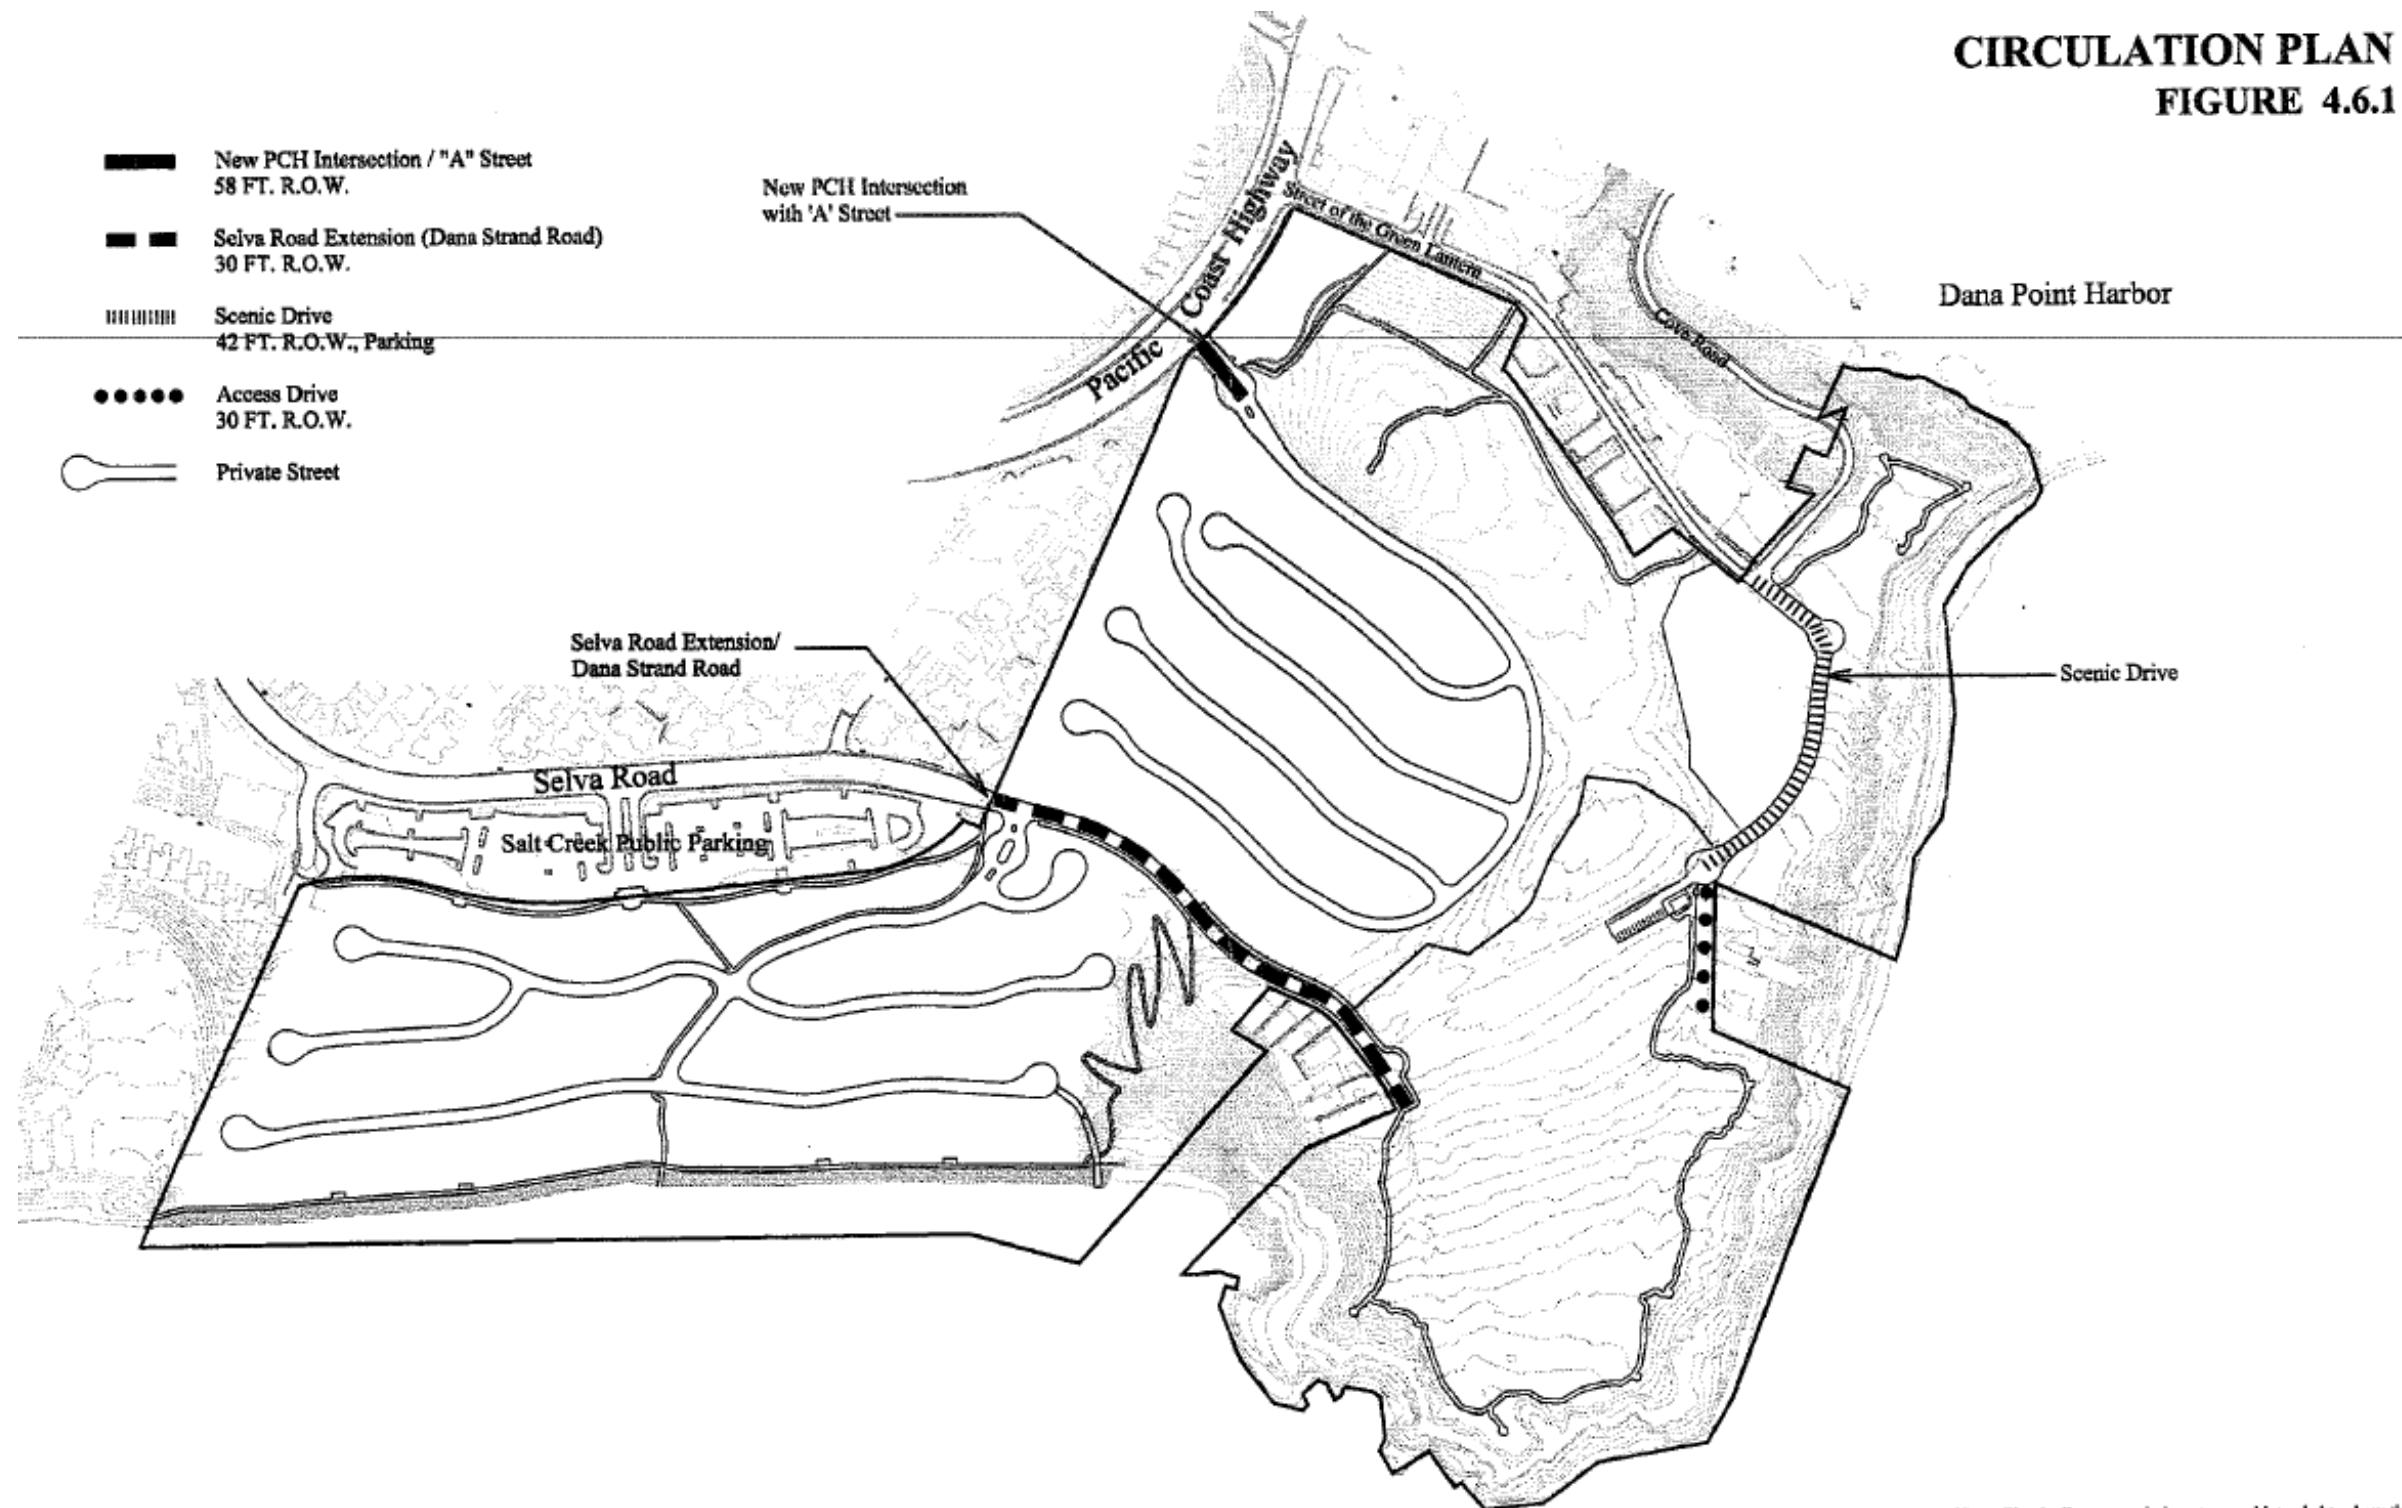 CIRCULATION PLAN
FIGURE 4.6.1
New PCH Intersection / "A" Street
58 FT. R.O.W.
Selva Road Extension (Dana Strand Road)
30 FT. R.O.W.
Scenic Drive
42 FT. R.O.W., Parking
Access Drive
30 FT. R.O.W.
Private Street
New PCH Intersection
with 'A' Street
Pacific Coast Highway
Street of the Green Lantern
Cove Road
Dana Point Harbor
Selva Road Extension/
Dana Strand Road
Scenic Drive
Selva Road
Salt Creek Public Parking